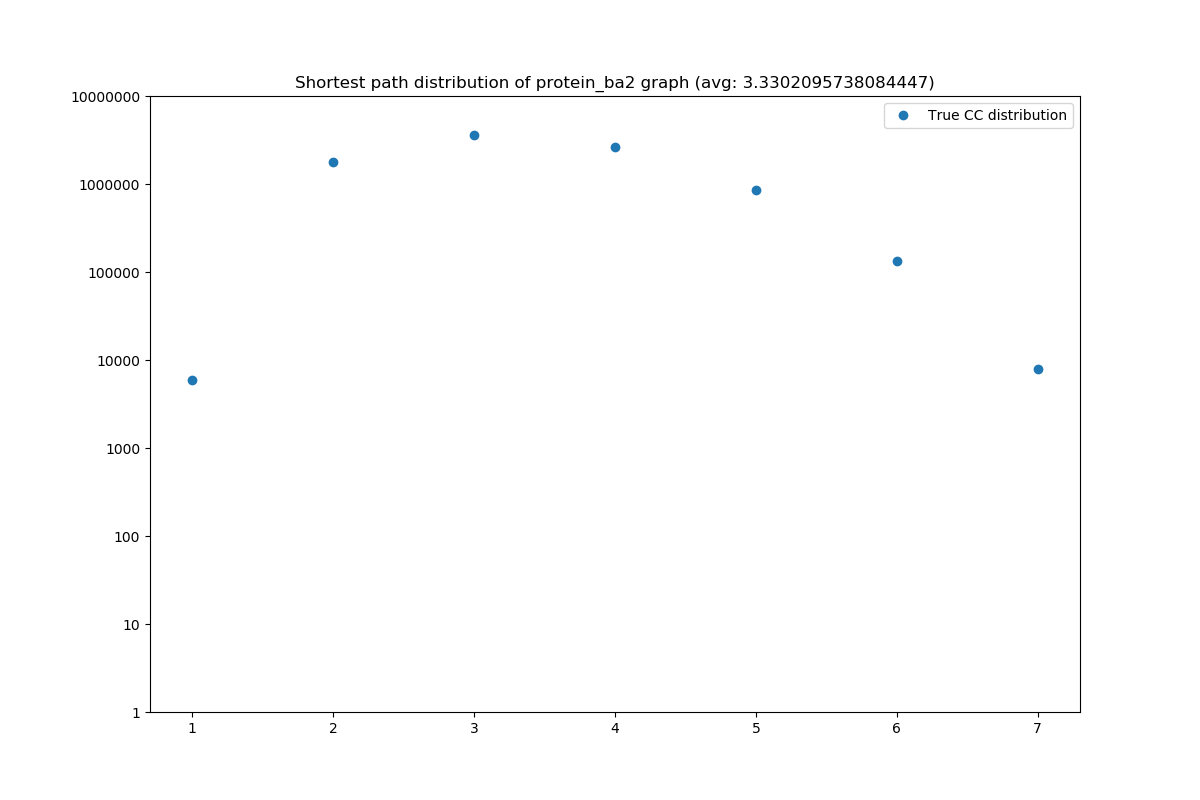 Shortest path distribution of protein_ba2 graph (avg: 3.3302095738084447)
True CC distribution
10000000
1000000
100000
10000
1000
100
10
1
1 2 3 4 5 6 7